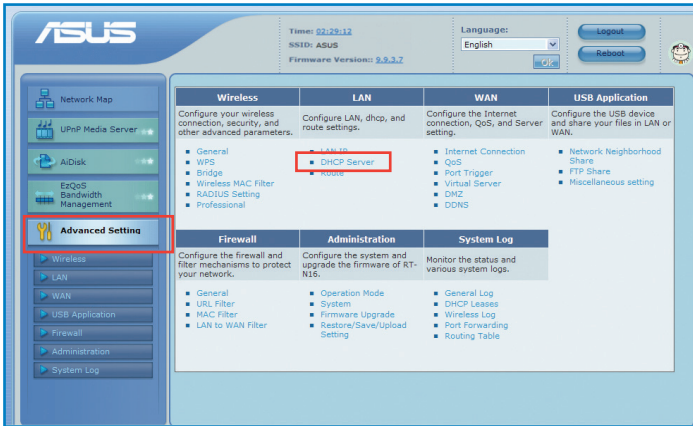 ASUS
Time: 02:29:12
SSID: ASUS
Firmware Version:: 9.9.3.7
Language:
English
OK
Logout
Reboot
Network Map
UPnP Media Server
AiDisk
EzQoS
Bandwidth
Management
Advanced Setting
Wireless
LAN
WAN
USB Application
Firewall
Administration
System Log
Wireless
Configure your wireless
connection, security, and
other advanced parameters.
General
WPS
Bridge
Wireless MAC Filter
RADIUS Setting
Professional
LAN
Configure LAN, dhcp, and
route settings.
LAN IP
DHCP Server
Route
WAN
Configure the Internet
connection, QoS, and Server
setting.
Internet Connection
QoS
Port Trigger
Virtual Server
DMZ
DDNS
USB Application
Configure the USB device
and share your files in LAN or
WAN.
Network Neighborhood
Share
FTP Share
Miscellaneous setting
Firewall
Configure the firewall and
filter mechanisms to protect
your network.
General
URL Filter
MAC Filter
LAN to WAN Filter
Administration
Configure the system and
upgrade the firmware of RT-
N16.
Operation Mode
System
Firmware Upgrade
Restore/Save/Upload
Setting
System Log
Monitor the status and
various system logs.
General Log
DHCP Leases
Wireless Log
Port Forwarding
Routing Table